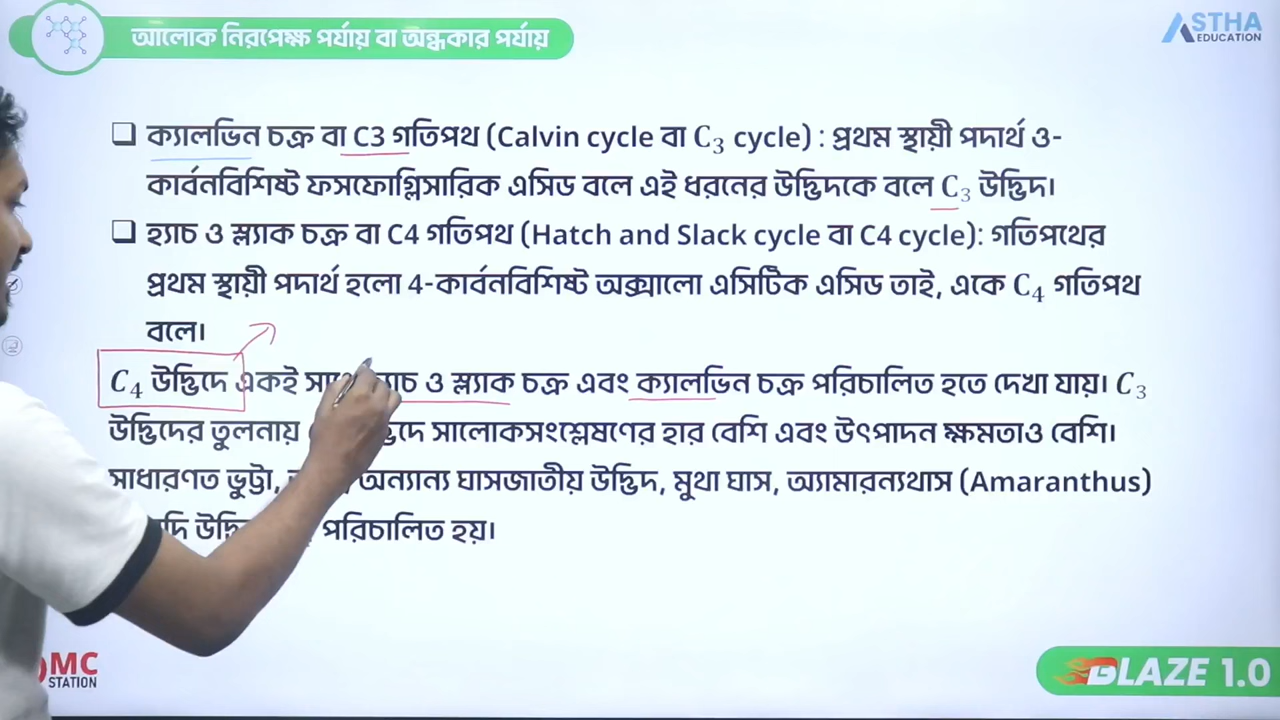 আলোক নিরপেক্ষ পর্যায় বা অন্ধকার পর্যায়
ASTHA
EDUCATION
ক্যালভিন চক্র বা C3 গতিপথ (Calvin cycle বা C₃ cycle) : প্রথম স্থায়ী পদার্থ ৩-
কার্বনবিশিষ্ট ফসফোগ্লিসারিক এসিড বলে এই ধরনের উদ্ভিদকে বলে C₃ উদ্ভিদ।
হ্যাচ ও স্ল্যাক চক্র বা C4 গতিপথ (Hatch and Slack cycle বা C4 cycle): গতিপথের
প্রথম স্থায়ী পদার্থ হলো 4-কার্বনবিশিষ্ট অক্সালো এসিটিক এসিড তাই, একে C₄ গতিপথ
বলে।
C₄ উদ্ভিদে একই ও স্ল্যাক চক্র এবং ক্যালভিন চক্র পরিচালিত হতে দেখা যায়। C₃
উদ্ভিদের তুলনায় সালোকসংশ্লেষণের হার বেশি এবং উৎপাদন ক্ষমতাও বেশি।
সাধারণত ভুট্টা, অন্যান্য ঘাসজাতীয় উদ্ভিদ, মুথা ঘাস, অ্যামারন্যথাস (Amaranthus)
পরিচালিত হয়।
MC
STATION
BLAZE 1.0